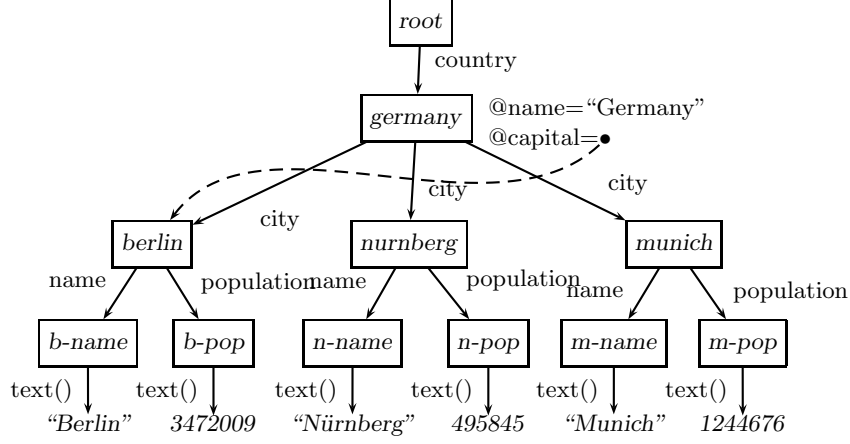 root
country
germany
@name=“Germany”
@capital=
city
city
city
berlin
nurnberg
munich
name
population
name
population
name
population
b-name
b-pop
n-name
n-pop
m-name
m-pop
text()
text()
text()
text()
text()
text()
“Berlin”
3472009
“Nürnberg”
495845
“Munich”
1244676